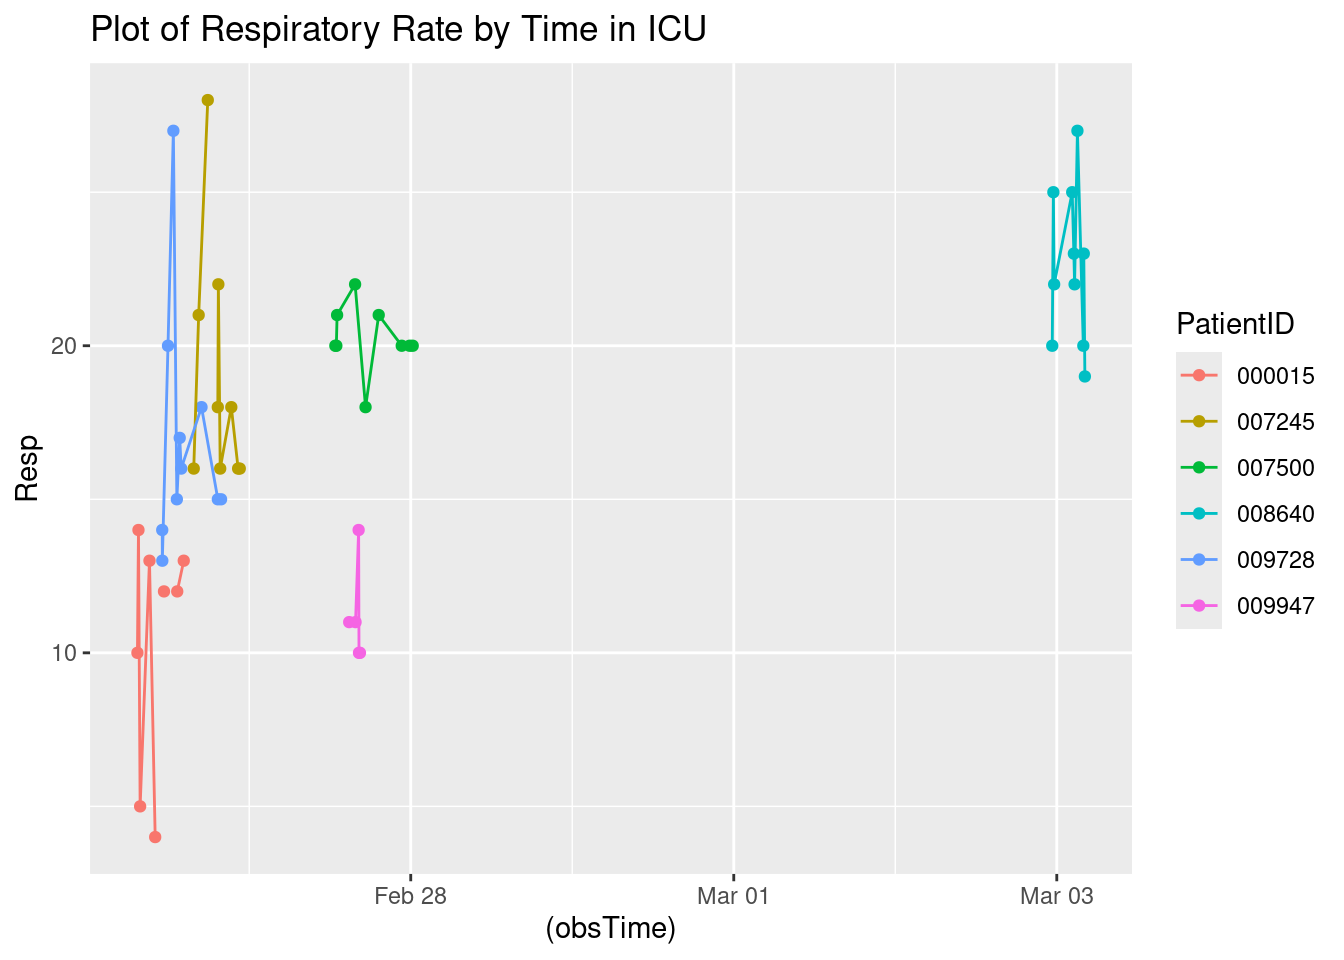 Plot of Respiratory Rate by Time in ICU
Resp
20
10
Feb 28
Mar 01
Mar 03
(obsTime)
PatientID
000015
007245
007500
008640
009728
009947